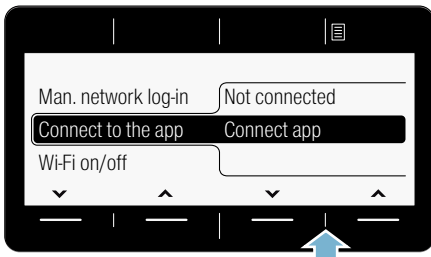 Man. network log-in Not connected
Connect to the app Connect app
Wi-Fi on/off